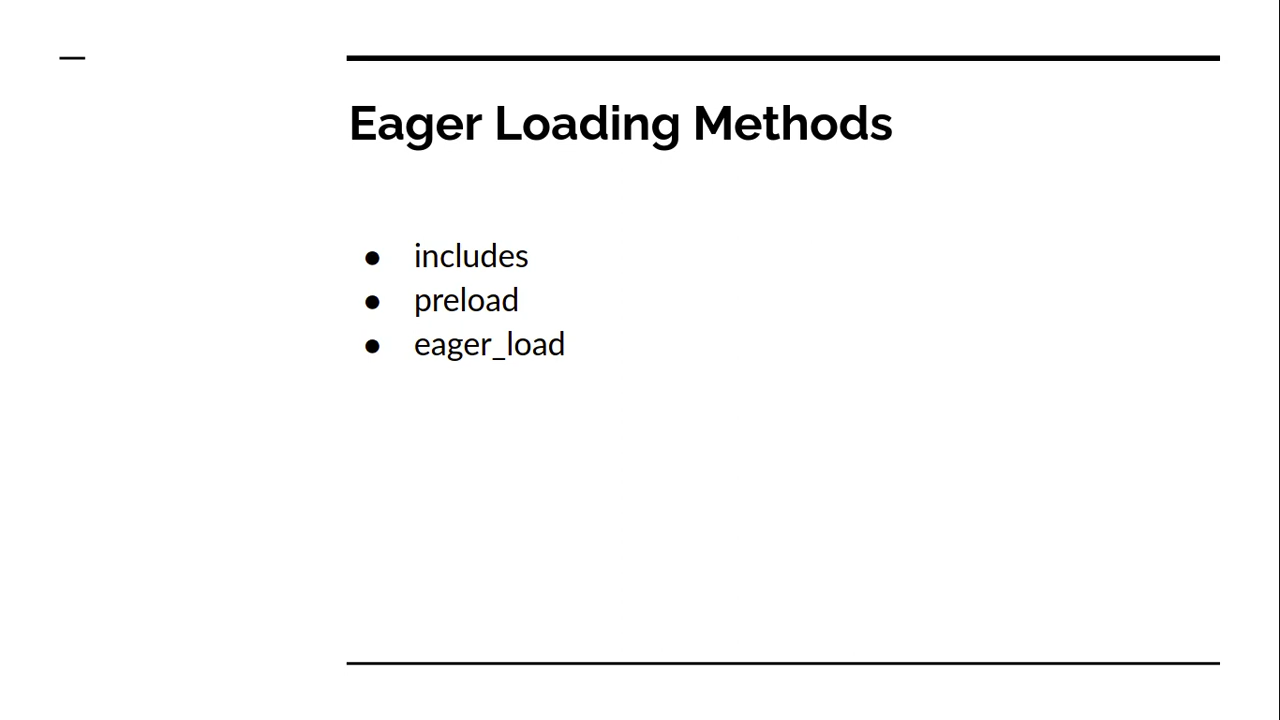 Eager Loading Methods
● includes
● preload
● eager_load